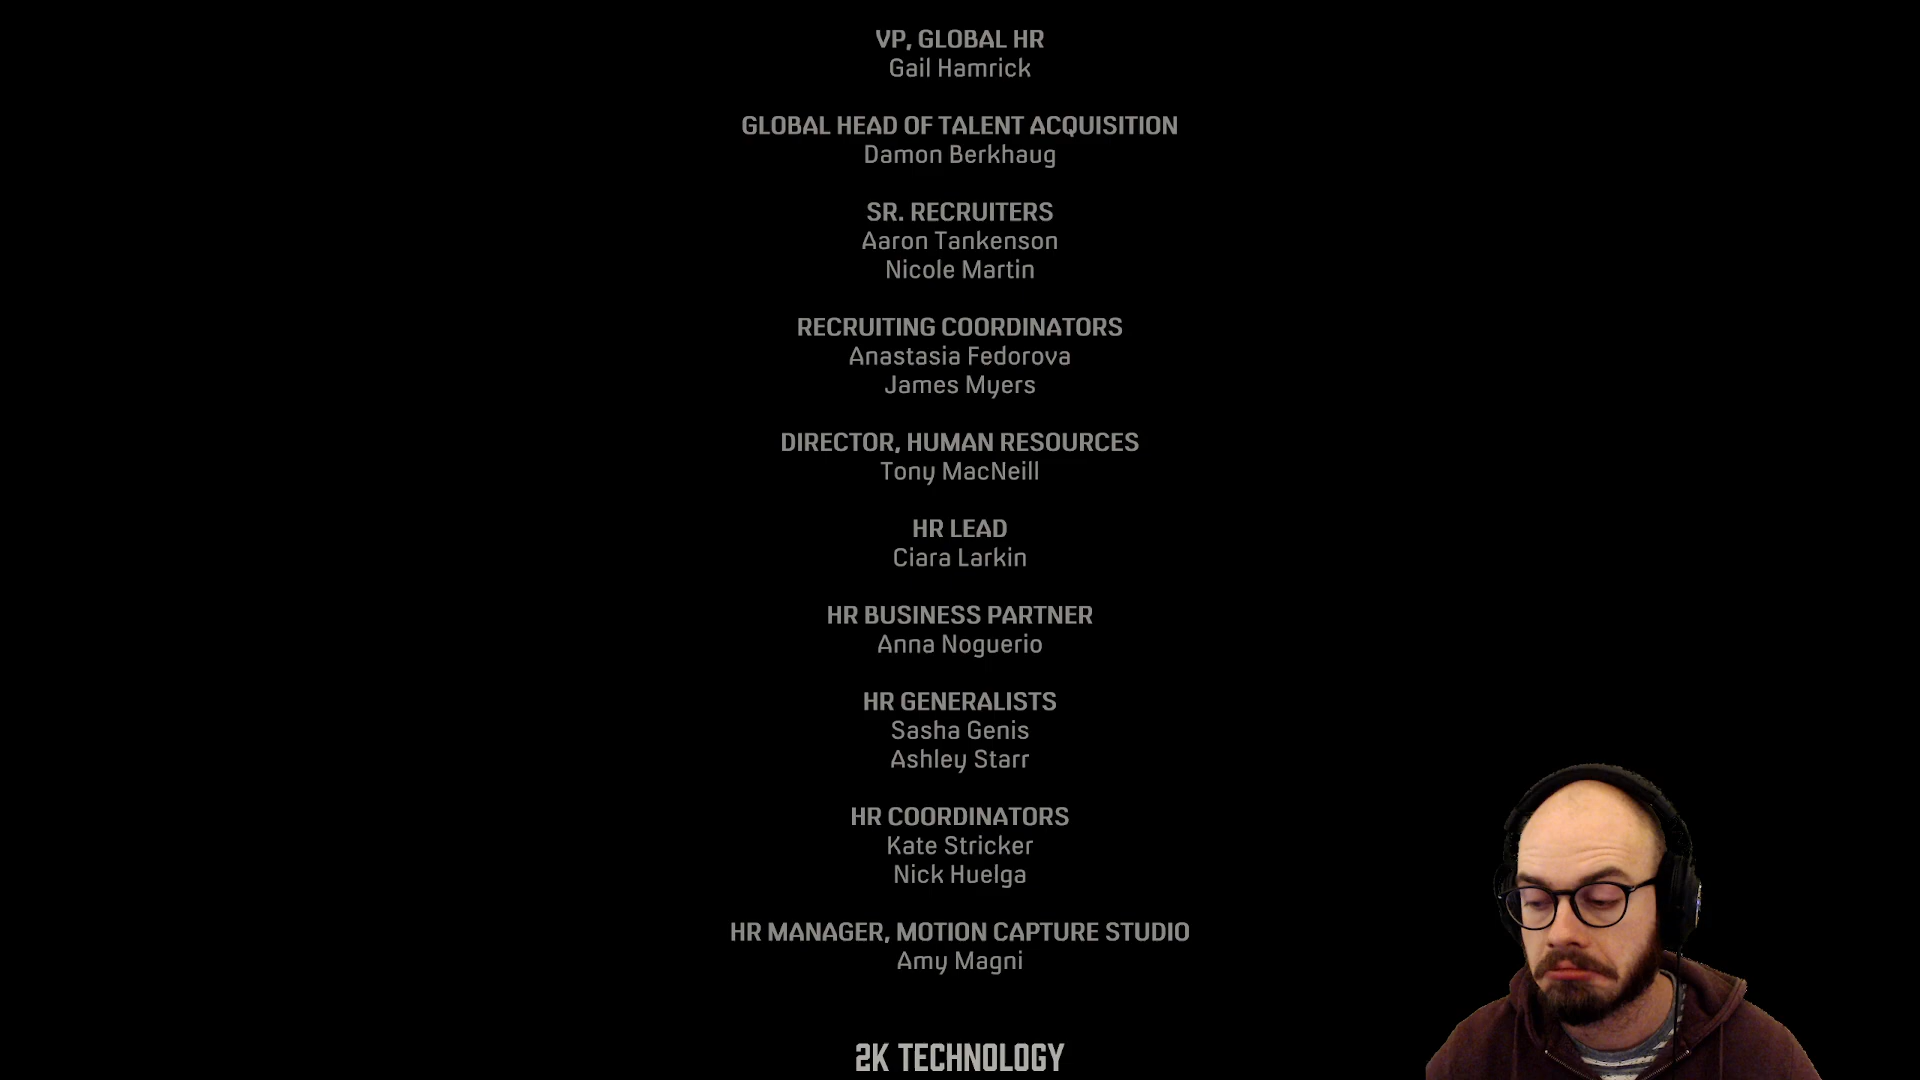 VP, GLOBAL HR
Gail Hamrick
GLOBAL HEAD OF TALENT ACQUISITION
Damon Berkhaug
SR. RECRUITERS
Aaron Tankenson
Nicole Martin
RECRUITING COORDINATORS
Anastasia Fedorova
James Myers
DIRECTOR, HUMAN RESOURCES
Tony MacNeill
HR LEAD
Ciara Larkin
HR BUSINESS PARTNER
Anna Noguerio
HR GENERALISTS
Sasha Genis
Ashley Starr
HR COORDINATORS
Kate Stricker
Nick Huelga
HR MANAGER, MOTION CAPTURE STUDIO
Amy Magni
2K TECHNOLOGY